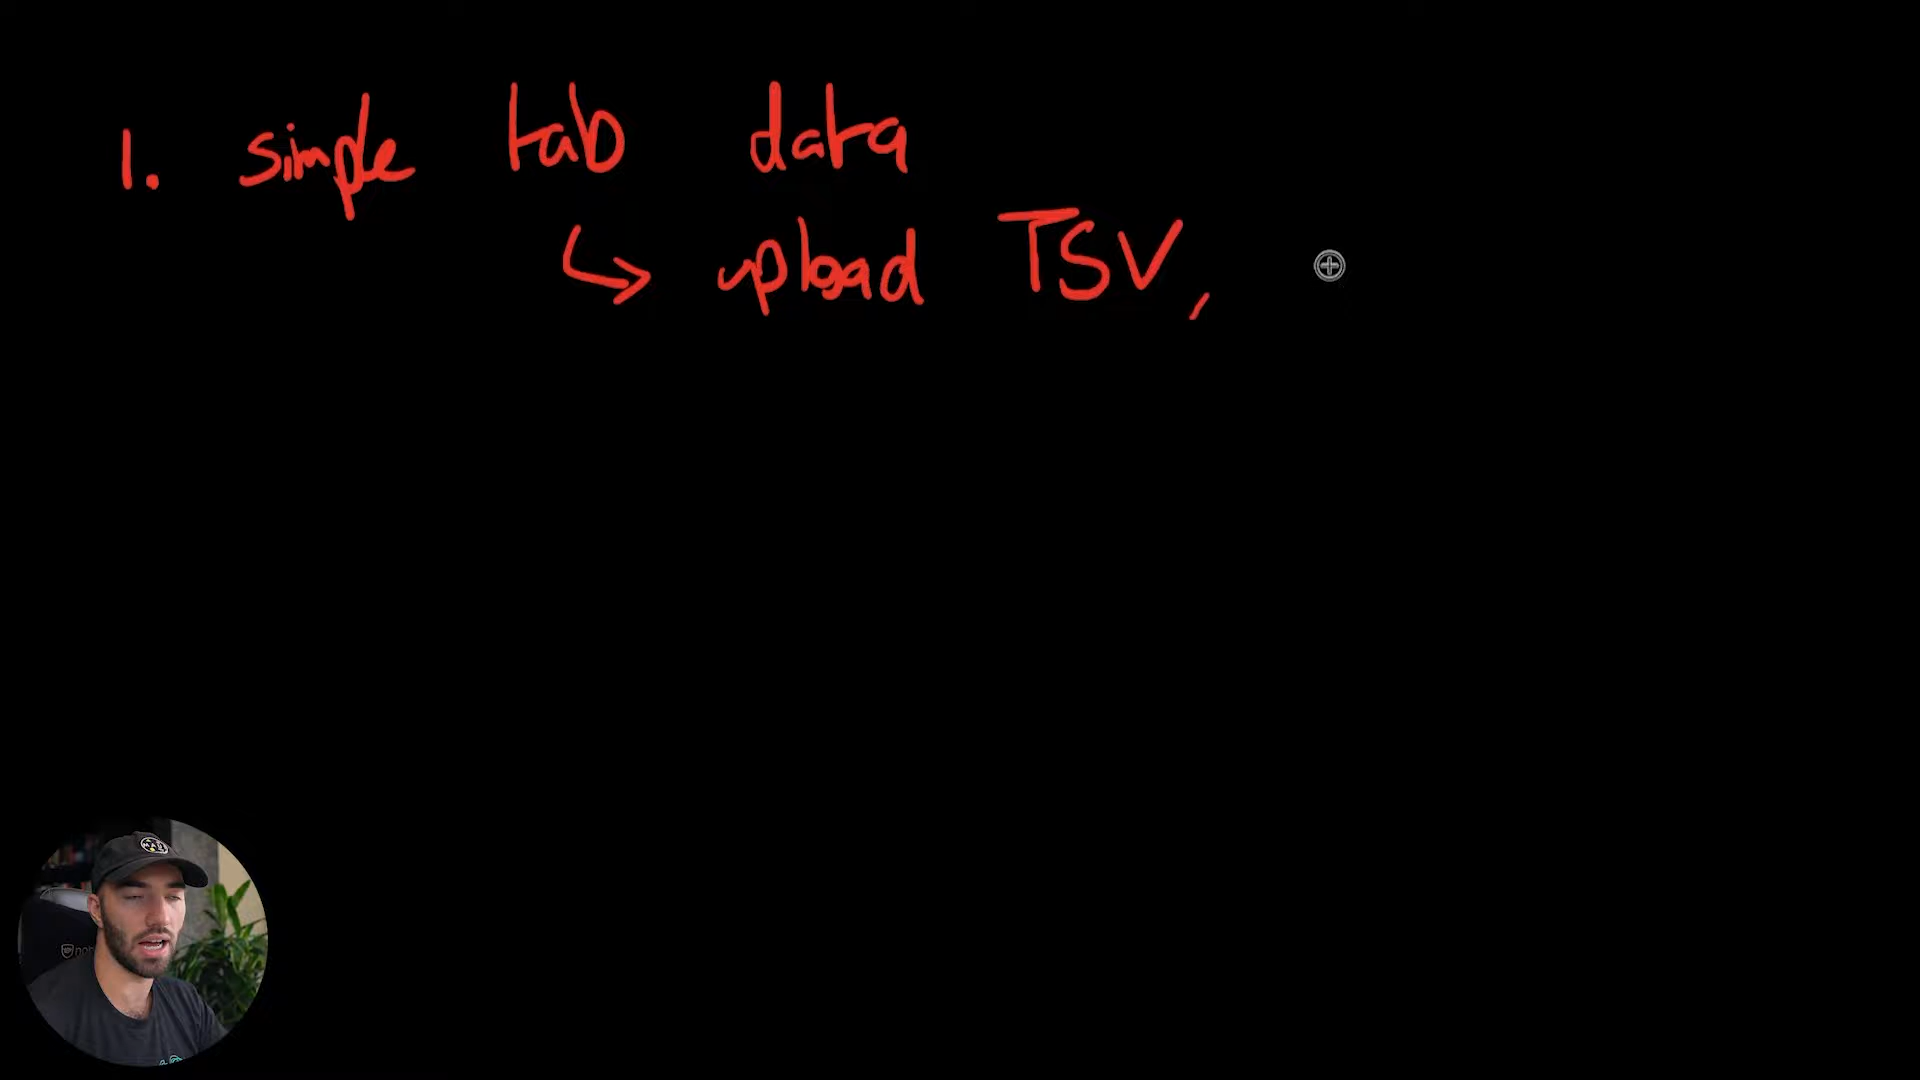 1. simple tab data
↳ upload TSV,